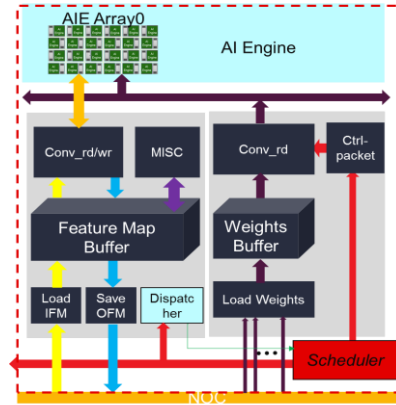 AIE Array0
AI Engine
Conv_rd/wr
MISC
Conv_rd
Ctrl-
packet
Feature Map
Buffer
Weights
Buffer
Load
IFM
Save
OFM
Dispatc
her
Load Weights
Scheduler
NOC